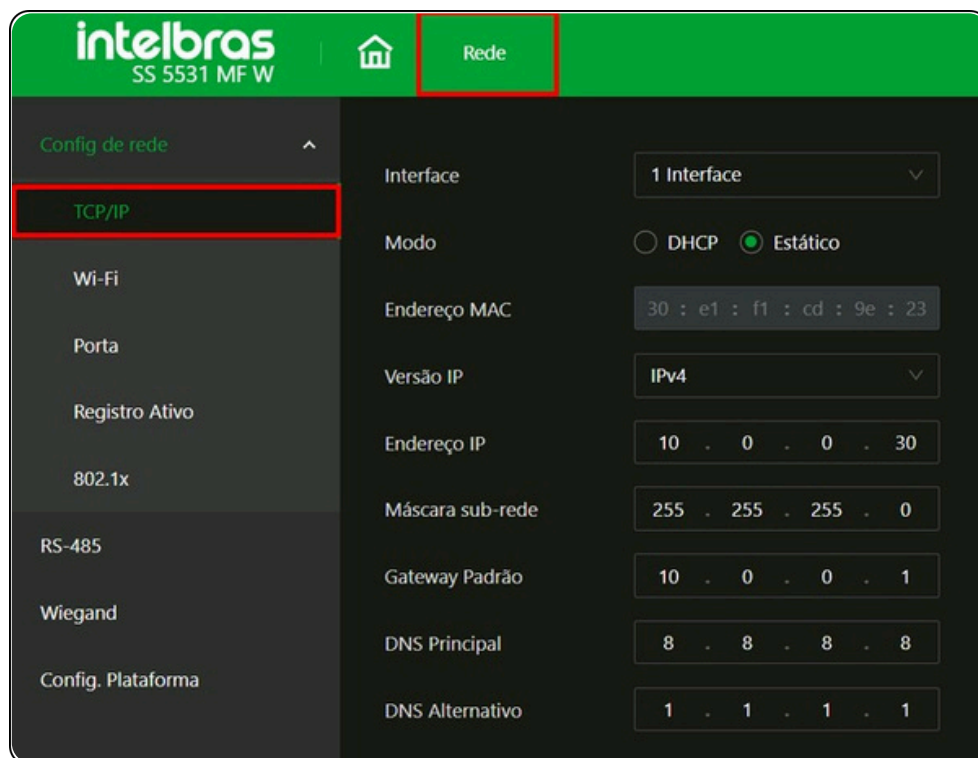 intelbras
SS 5531 MF W
Rede
Config de rede
TCP/IP
Wi-Fi
Porta
Registro Ativo
802.1x
RS-485
Wiegand
Config. Plataforma
Interface 1 Interface
Modo DHCP Estático
Endereço MAC 30 : e1 : f1 : cd : 9e : 23
Versão IP IPv4
Endereço IP 10 . 0 . 0 . 30
Máscara sub-rede 255 . 255 . 255 . 0
Gateway Padrão 10 . 0 . 0 . 1
DNS Principal 8 . 8 . 8 . 8
DNS Alternativo 1 . 1 . 1 . 1